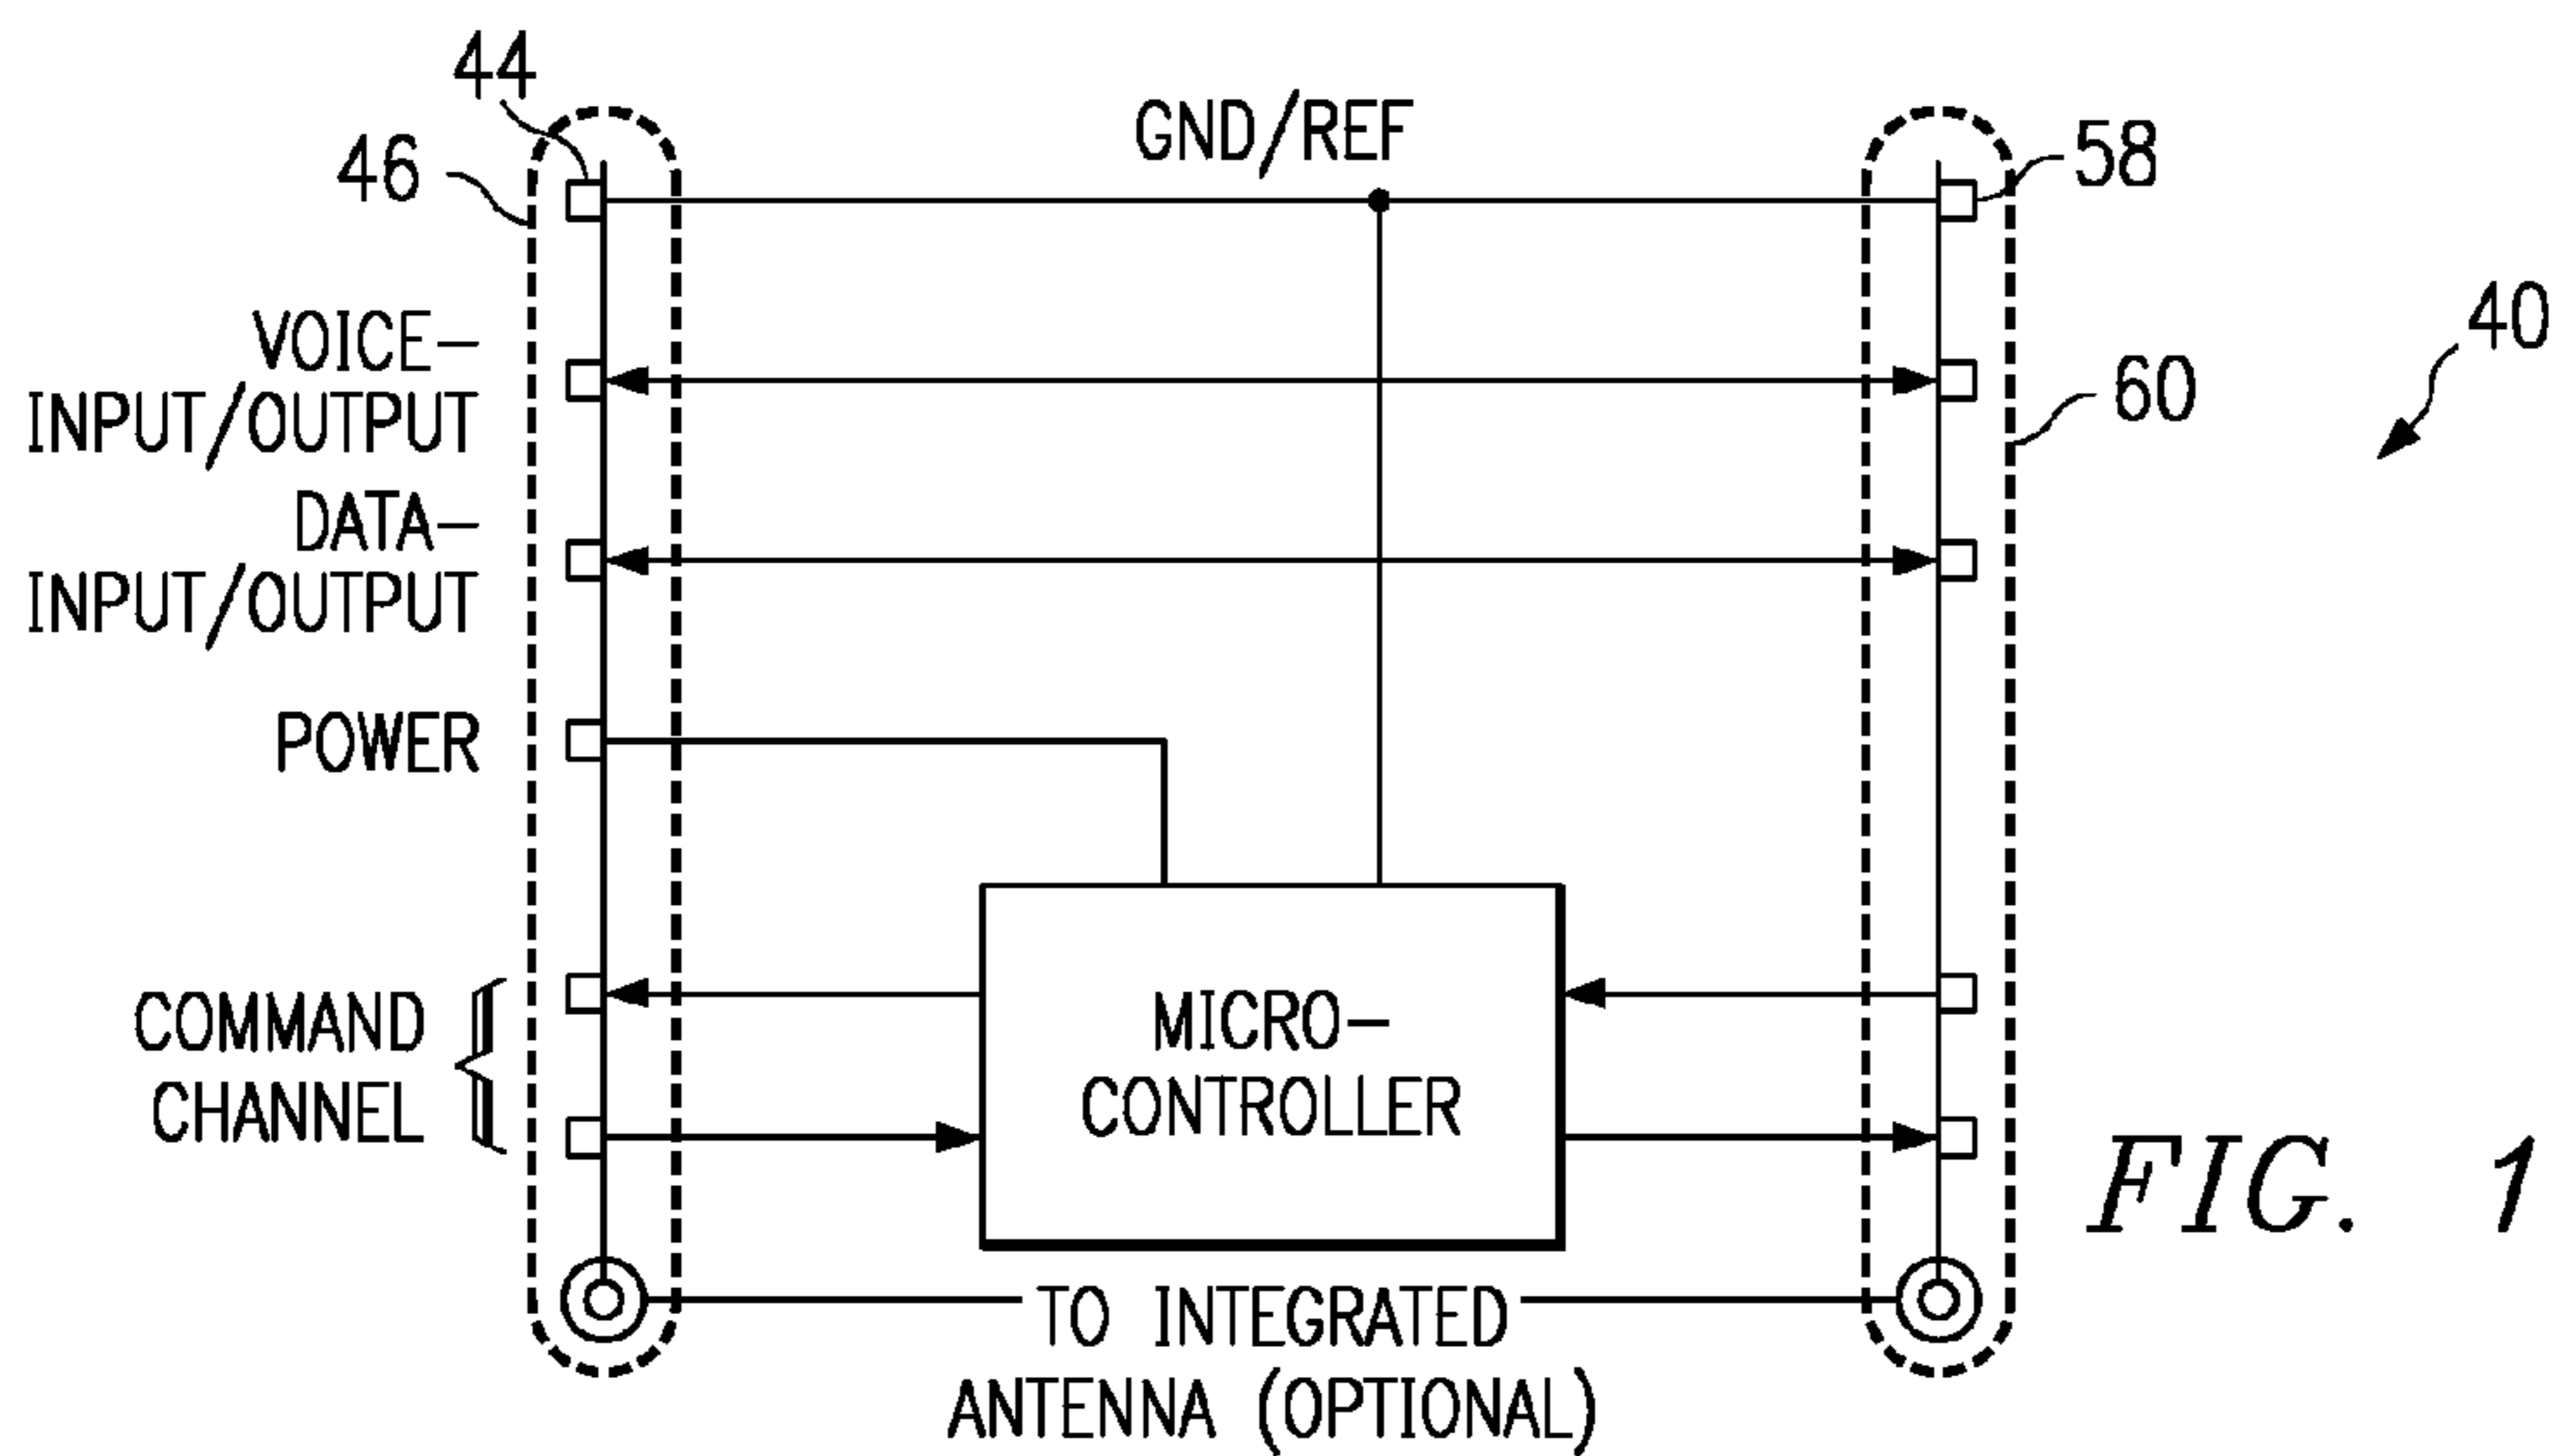 44
46
GND/REF
58
40
VOICE-
INPUT/OUTPUT
60
DATA-
INPUT/OUTPUT
POWER
COMMAND
CHANNEL
MICRO-
CONTROLLER
FIG. 1
TO INTEGRATED
ANTENNA (OPTIONAL)